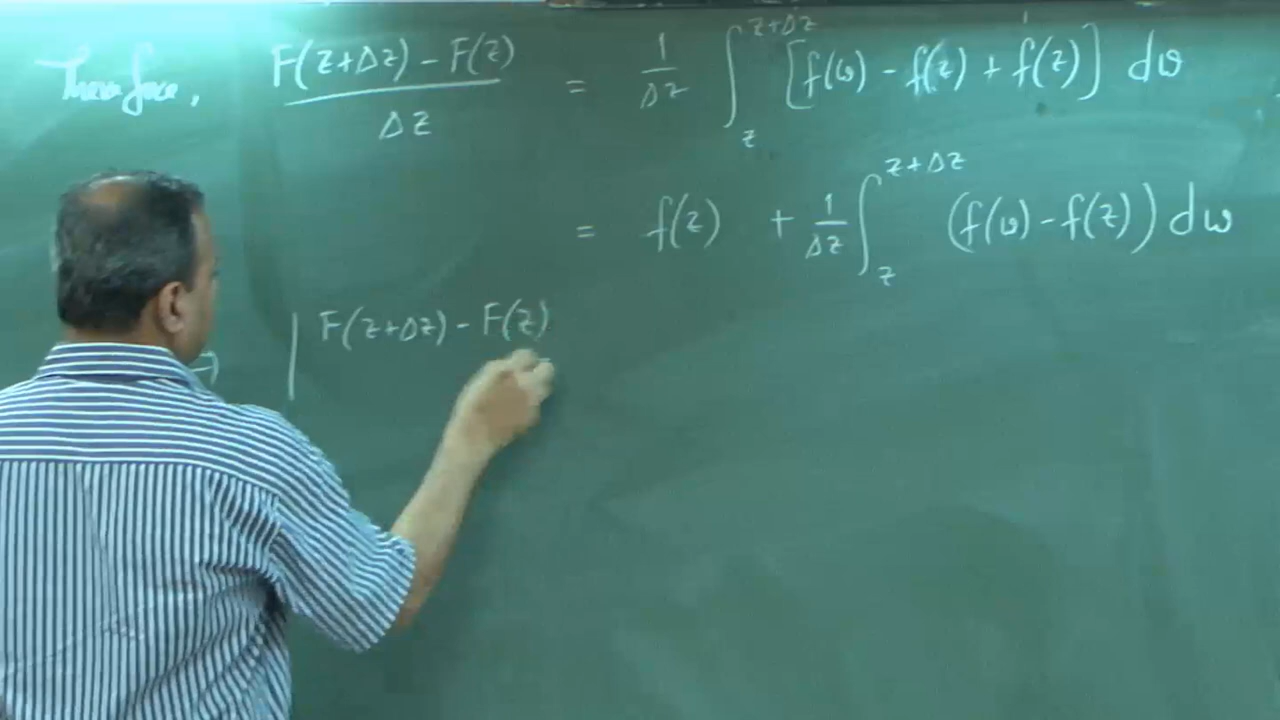 Therefore, F(z+Δz) - F(z) / Δz = 1/Δz ∫_z^{z+Δz} [f(ω) - f(z) + f(z)] dω
= f(z) + 1/Δz ∫_z^{z+Δz} (f(ω) - f(z)) dω
| F(z+Δz) - F(z)